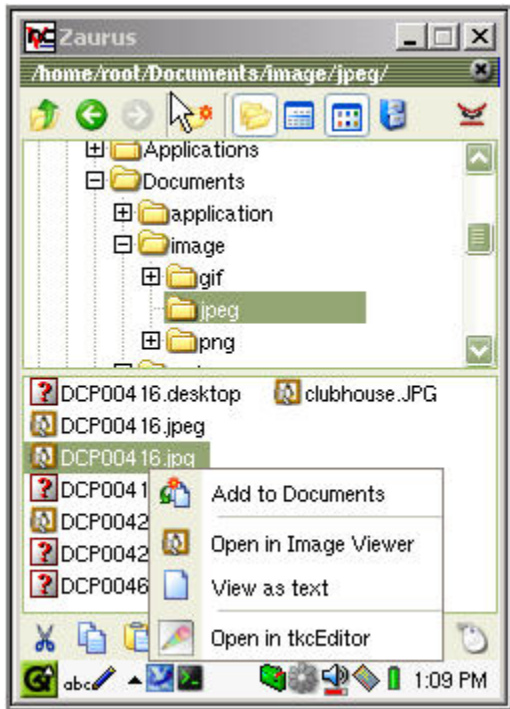 Zaurus
/home/root/Documents/image/jpeg/
Applications
Documents
application
image
gif
jpeg
png
DCP00416.desktop
clubhouse.JPG
DCP00416.jpeg
DCP00416.jpg
DCP0041
DCP0042
DCP0042
DCP0046
Add to Documents
Open in Image Viewer
View as text
Open in tkcEditor
abc
1:09 PM